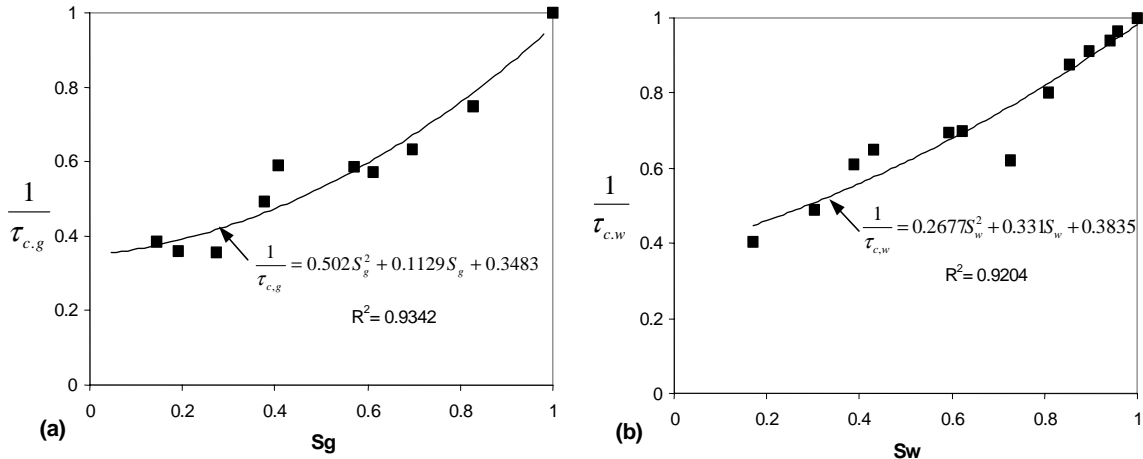 1
0.8
0.6
0.4
0.2
0
1
τc.g
1/τc,g = 0.502Sg² + 0.1129Sg + 0.3483
R² = 0.9342
0 0.2 0.4 0.6 0.8 1
(a) Sg
1
0.8
0.6
0.4
0.2
0
1
τc.w
1/τc,w = 0.2677Sw² + 0.331Sw + 0.3835
R² = 0.9204
0 0.2 0.4 0.6 0.8 1
(b) Sw